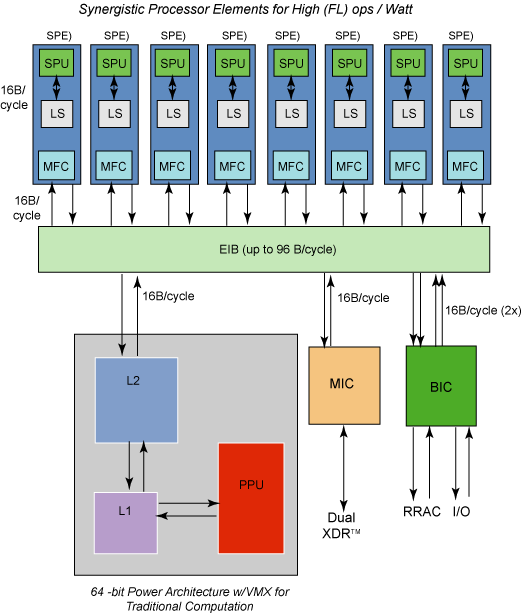 Synergistic Processor Elements for High (FL) ops / Watt
SPE) SPE) SPE) SPE) SPE) SPE) SPE) SPE)
SPU SPU SPU SPU SPU SPU SPU SPU
16B/
cycle
LS LS LS LS LS LS LS LS
MFC MFC MFC MFC MFC MFC MFC MFC
16B/
cycle
EIB (up to 96 B/cycle)
16B/cycle 16B/cycle 16B/cycle (2x)
L2 MIC BIC
PPU
L1
Dual
XDR™
RRAC I/O
64 -bit Power Architecture w/VMX for
Traditional Computation